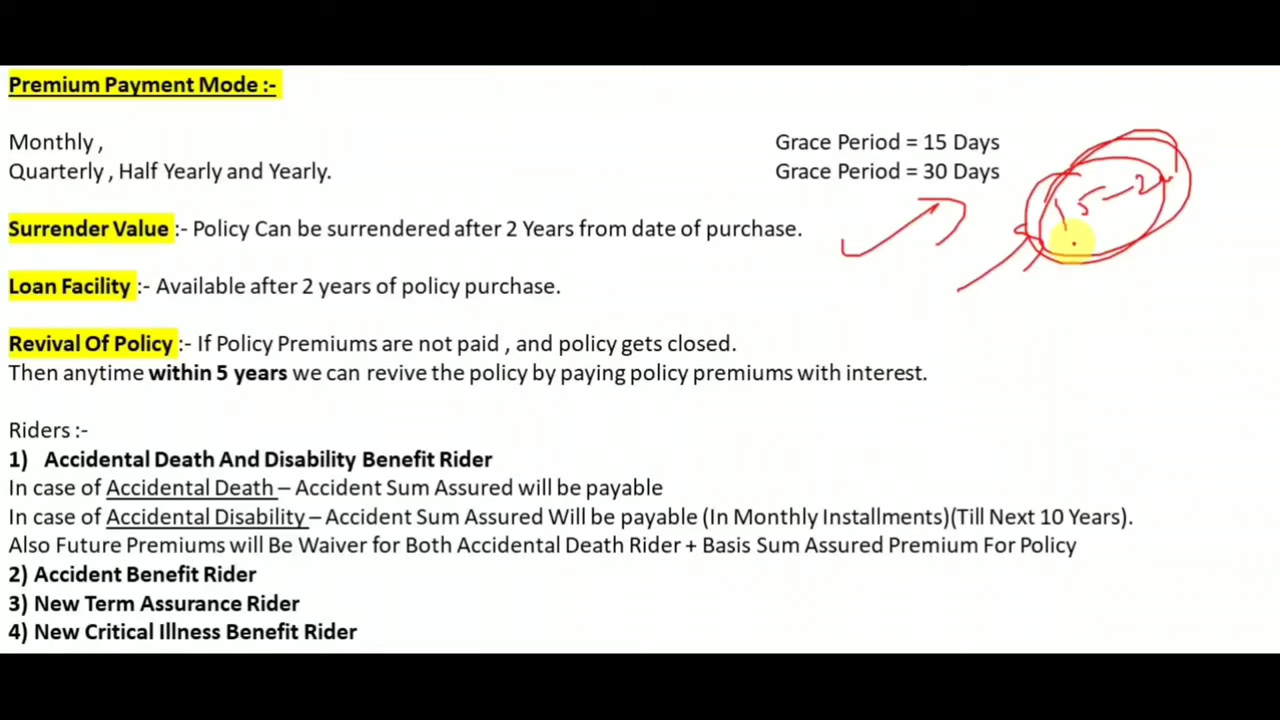 Premium Payment Mode :-
Monthly , Grace Period = 15 Days
Quarterly , Half Yearly and Yearly. Grace Period = 30 Days
Surrender Value :- Policy Can be surrendered after 2 Years from date of purchase.
Loan Facility :- Available after 2 years of policy purchase.
Revival Of Policy :- If Policy Premiums are not paid , and policy gets closed.
Then anytime within 5 years we can revive the policy by paying policy premiums with interest.
Riders :-
1) Accidental Death And Disability Benefit Rider
In case of Accidental Death – Accident Sum Assured will be payable
In case of Accidental Disability – Accident Sum Assured Will be payable (In Monthly Installments)(Till Next 10 Years).
Also Future Premiums will Be Waiver for Both Accidental Death Rider + Basis Sum Assured Premium For Policy
2) Accident Benefit Rider
3) New Term Assurance Rider
4) New Critical Illness Benefit Rider